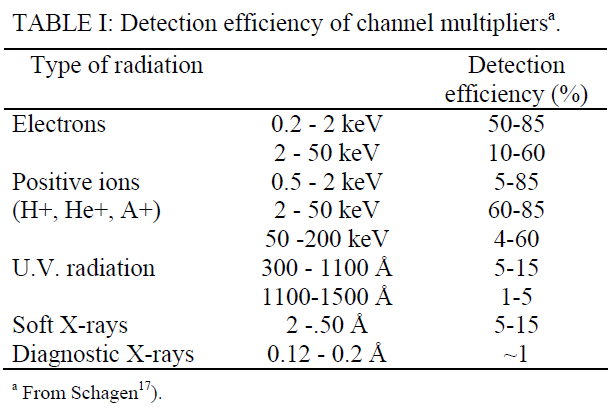 TABLE I: Detection efficiency of channel multipliersᵃ.
Type of radiation Detection
efficiency (%)
Electrons 0.2 - 2 keV 50-85
2 - 50 keV 10-60
Positive ions 0.5 - 2 keV 5-85
(H+, He+, A+) 2 - 50 keV 60-85
50 -200 keV 4-60
U.V. radiation 300 - 1100 Å 5-15
1100-1500 Å 1-5
Soft X-rays 2 -.50 Å 5-15
Diagnostic X-rays 0.12 - 0.2 Å ~1
ᵃ From Schagen¹⁷).